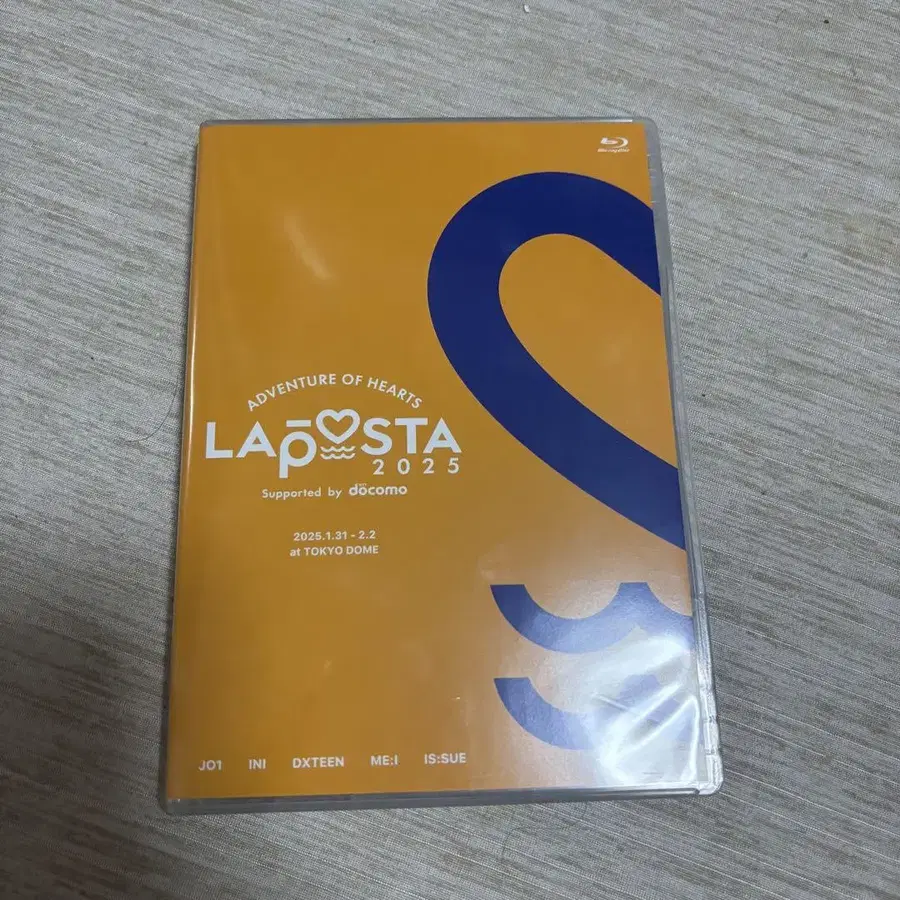 Blu-ray Disc
ADVENTURE OF HEARTS
LAPOSTA
2025
Supported by döcomo
2025.1.31 - 2.2
at TOKYO DOME
JO1 INI DXTEEN ME:I IS:SUE